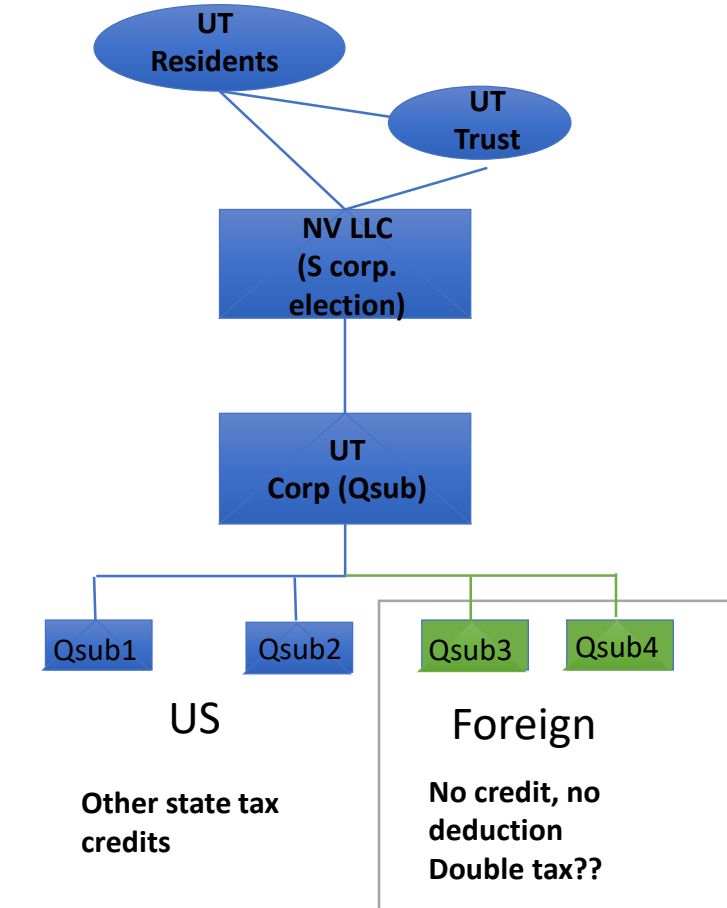 UT
Residents
UT
Trust
NV LLC
(S corp.
election)
UT
Corp (Qsub)
Qsub1
Qsub2
Qsub3
Qsub4
US
Foreign
Other state tax
credits
No credit, no
deduction
Double tax??